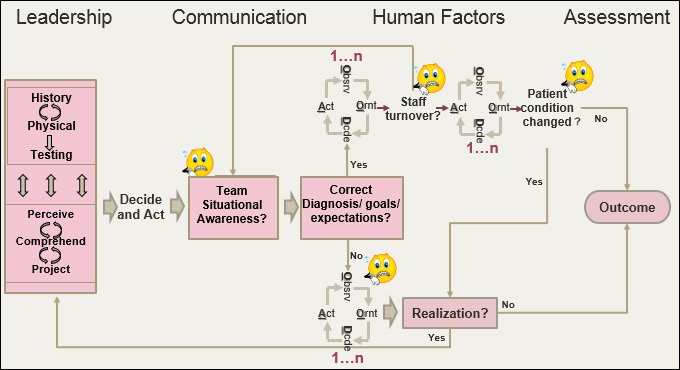 Leadership
Communication
Human Factors
Assessment
History
Physical
Testing
Perceive
Comprehend
Project
Decide
and Act
Team
Situational
Awareness?
Correct
Diagnosis/ goals/
expectations?
Yes
No
1…n
Obsrv
Ornt
Dcde
Act
Staff
turnover?
Obsrv
Ornt
Dcde
Act
1…n
Patient
condition
changed ?
No
Yes
Outcome
Obsrv
Ornt
Dcde
Act
1…n
Realization?
No
Yes